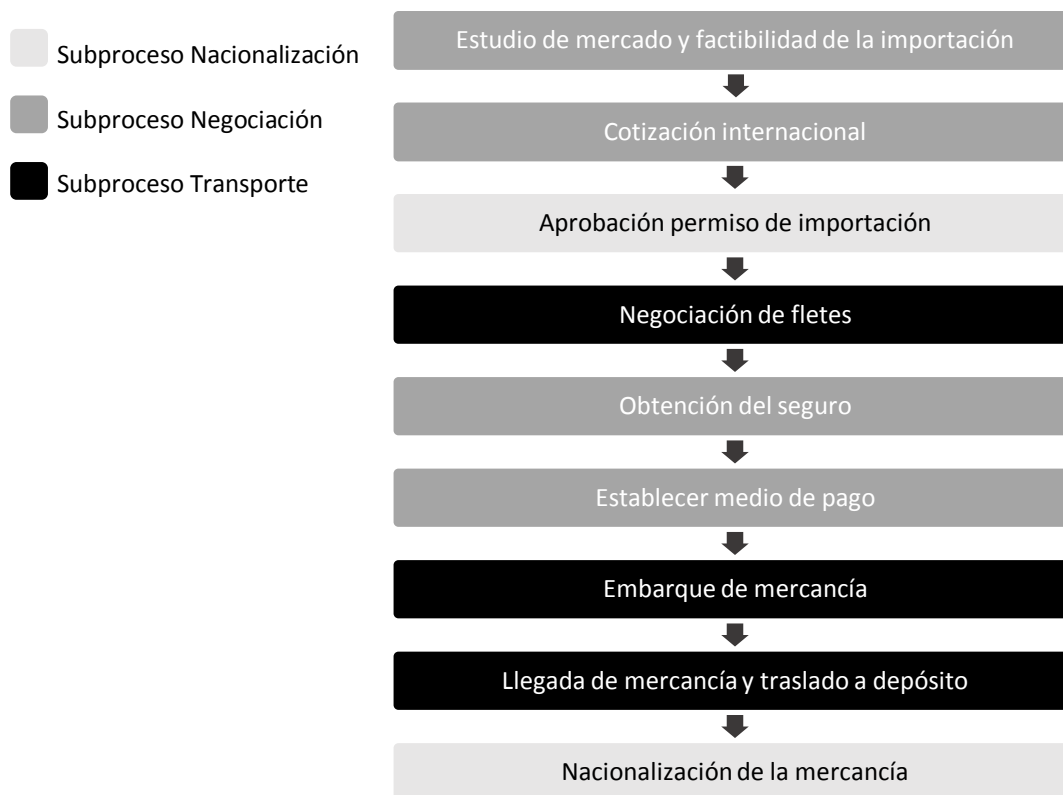 Subproceso Nacionalización
Subproceso Negociación
Subproceso Transporte
Estudio de mercado y factibilidad de la importación
Cotización internacional
Aprobación permiso de importación
Negociación de fletes
Obtención del seguro
Establecer medio de pago
Embarque de mercancía
Llegada de mercancía y traslado a depósito
Nacionalización de la mercancía